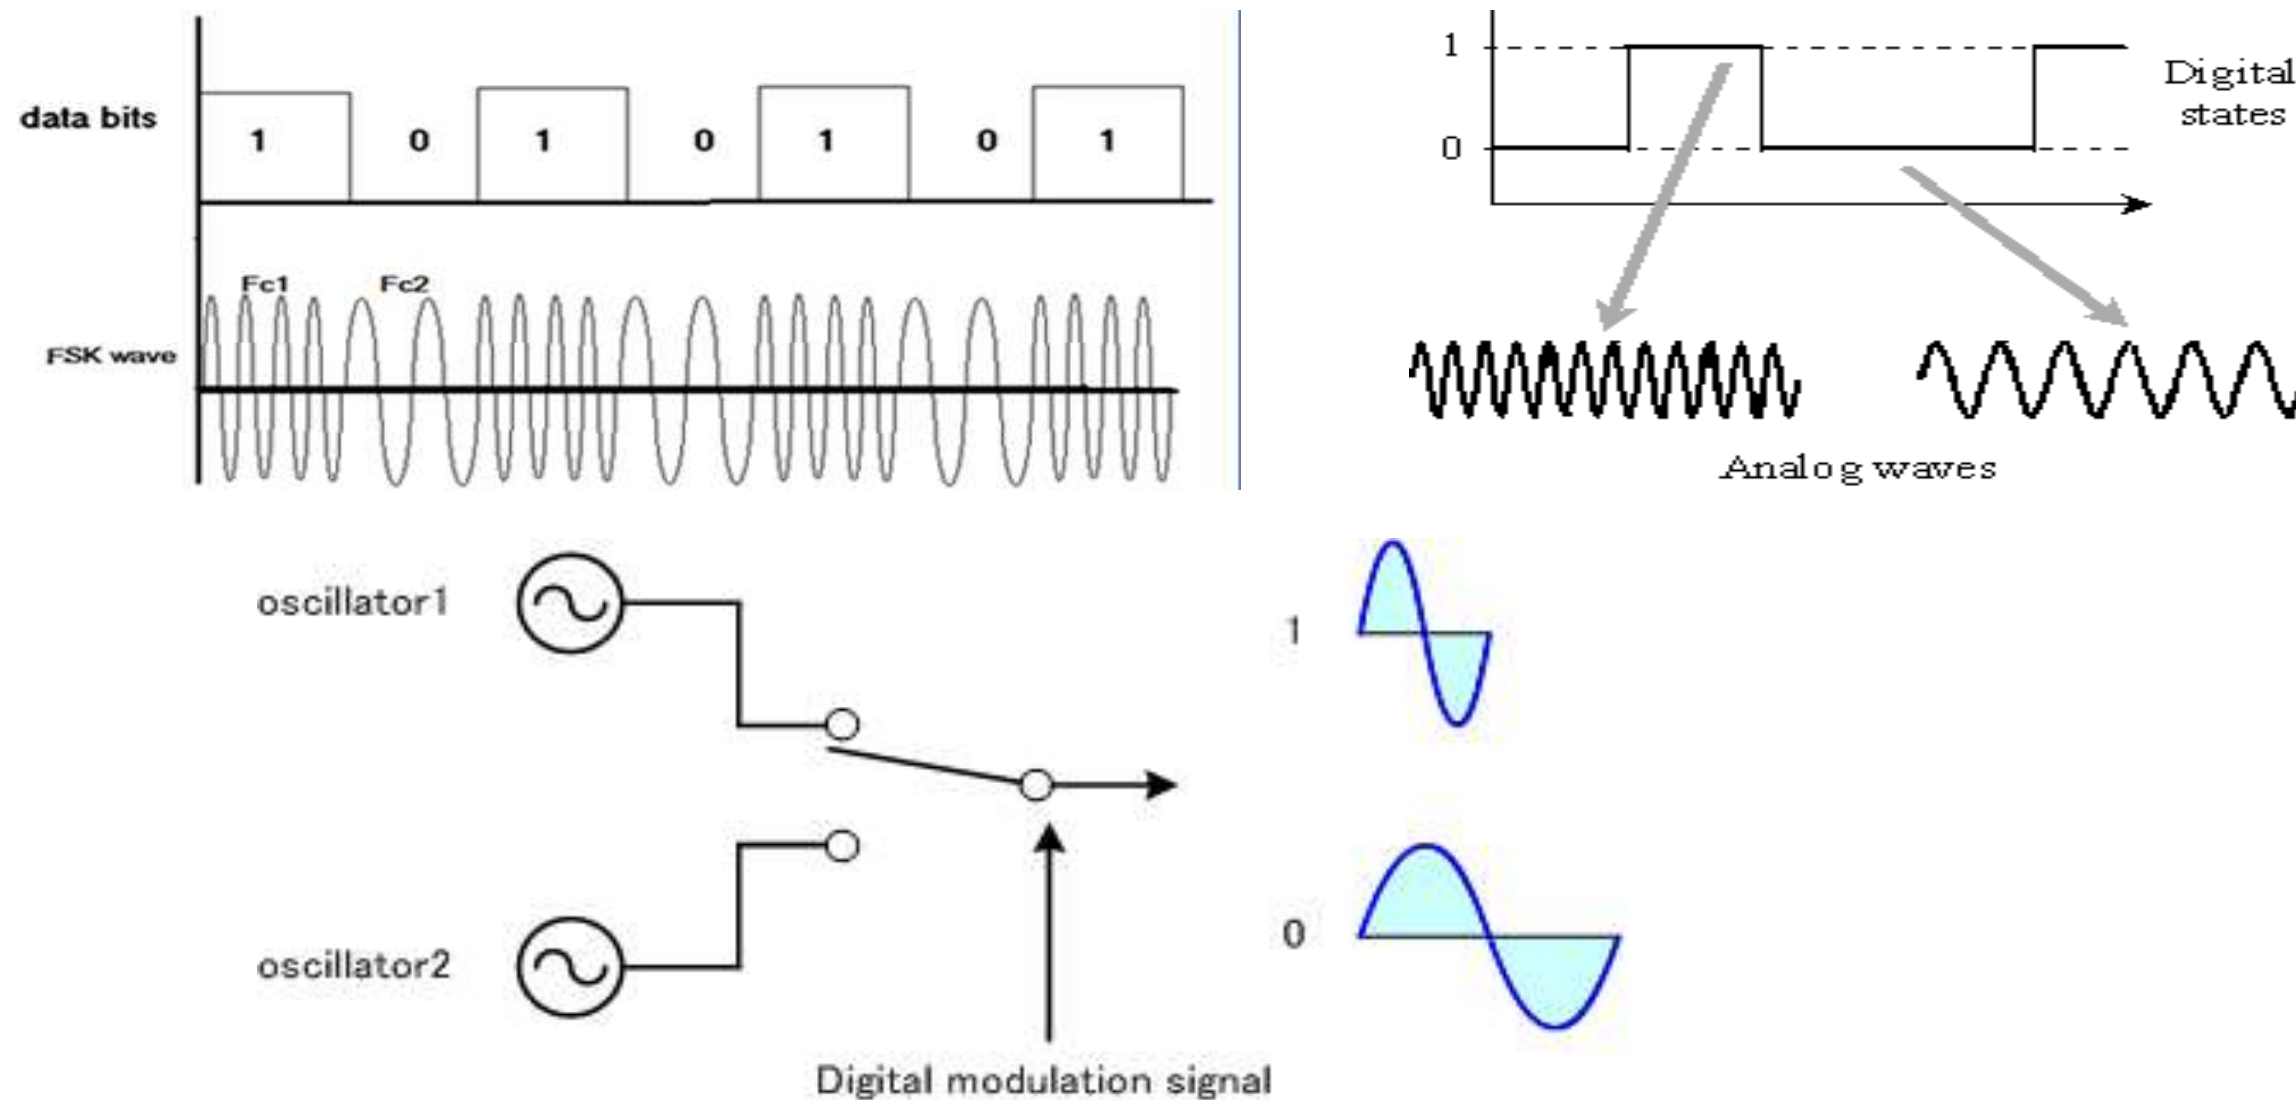 data bits
1 0 1 0 1 0 1
Fc1 Fc2
FSK wave
1
0
Digital
states
Analog waves
oscillator1
oscillator2
Digital modulation signal
1
0